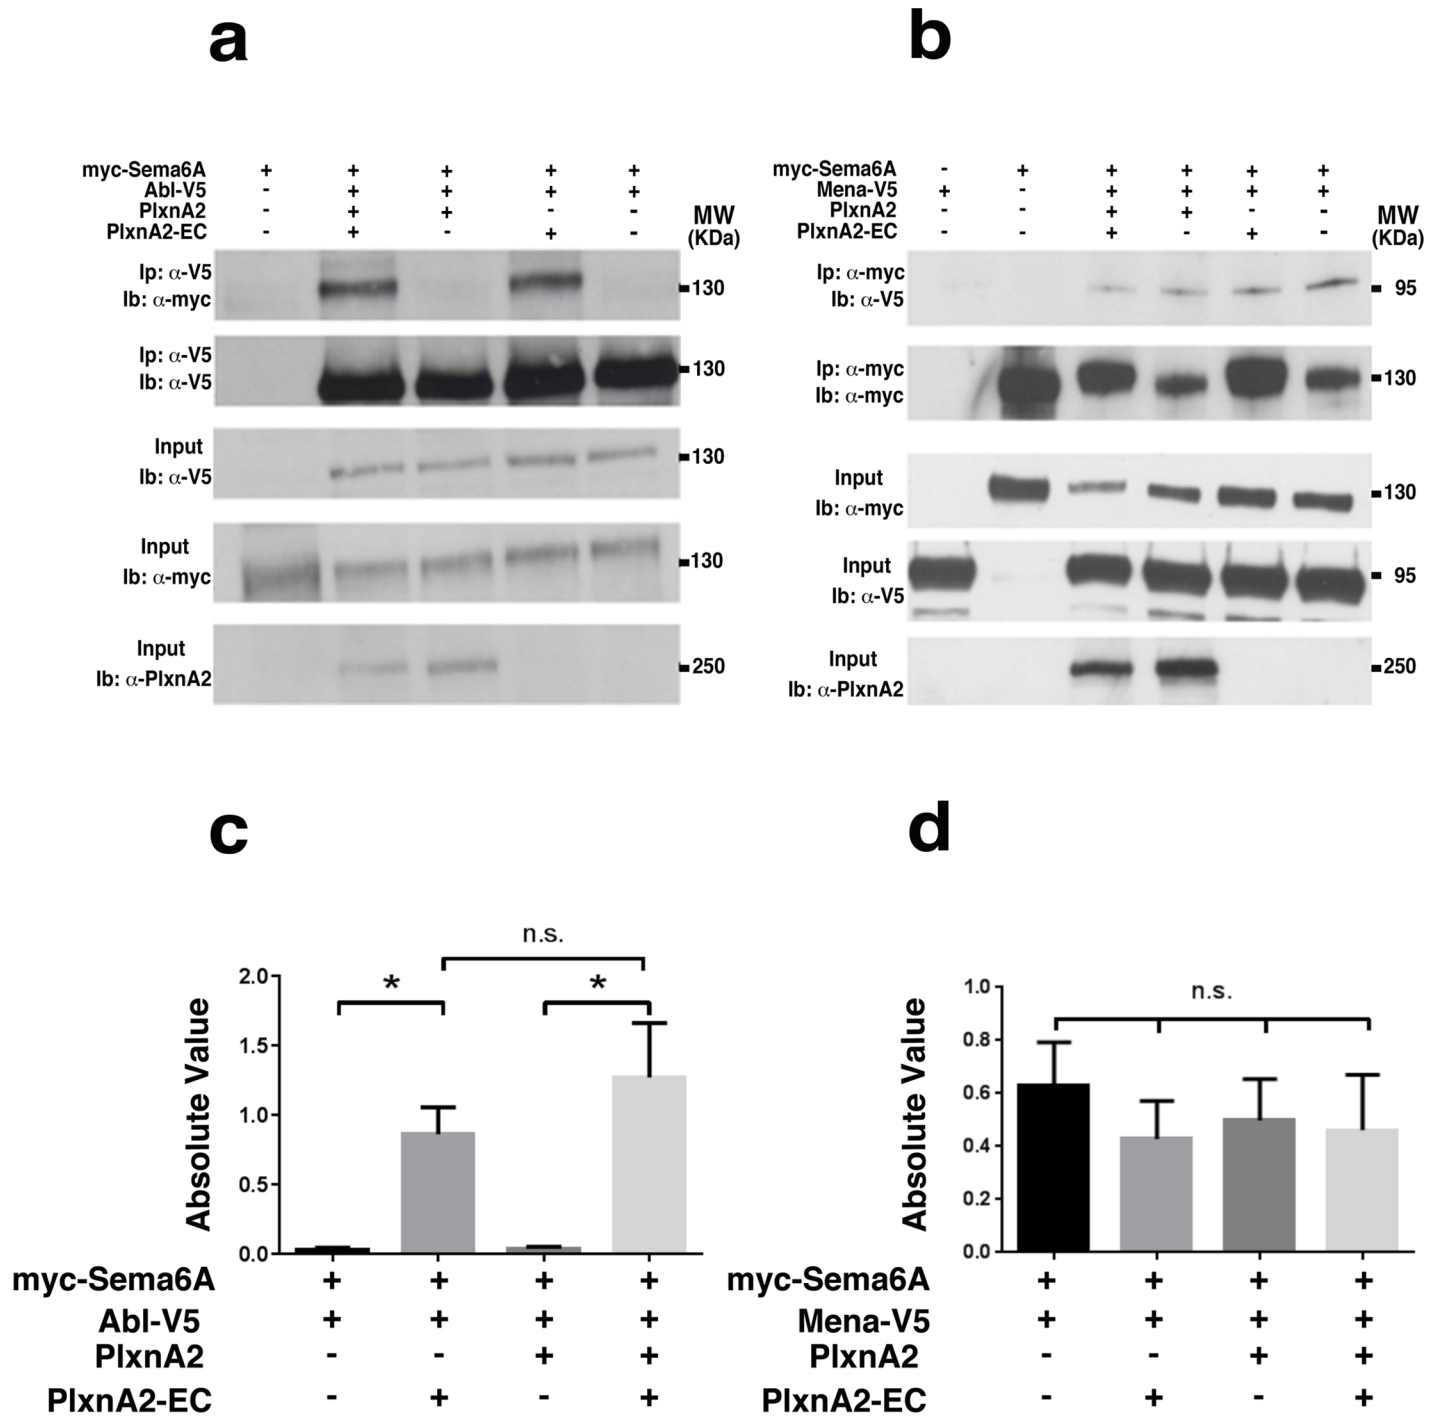 a
myc-Sema6A + + + + +
Abl-V5 - + + + +
PlxnA2 - + + - -
PlxnA2-EC - + - + -
MW
(KDa)
Ip: α-V5
Ib: α-myc
130
Ip: α-V5
Ib: α-V5
130
Input
Ib: α-V5
130
Input
Ib: α-myc
130
Input
Ib: α-PlxnA2
250
b
myc-Sema6A - + + + + +
Mena-V5 + - + + + +
PlxnA2 - - + + - -
PlxnA2-EC - - + - + -
MW
(KDa)
Ip: α-myc
Ib: α-V5
95
Ip: α-myc
Ib: α-myc
130
Input
Ib: α-myc
130
Input
Ib: α-V5
95
Input
Ib: α-PlxnA2
250
c
n.s.
* *
Absolute Value
2.0
1.5
1.0
0.5
0.0
myc-Sema6A + + + +
Abl-V5 + + + +
PlxnA2 - - + +
PlxnA2-EC - + - +
d
n.s.
Absolute Value
1.0
0.8
0.6
0.4
0.2
0.0
myc-Sema6A + + + +
Mena-V5 + + + +
PlxnA2 - - + +
PlxnA2-EC - + - +